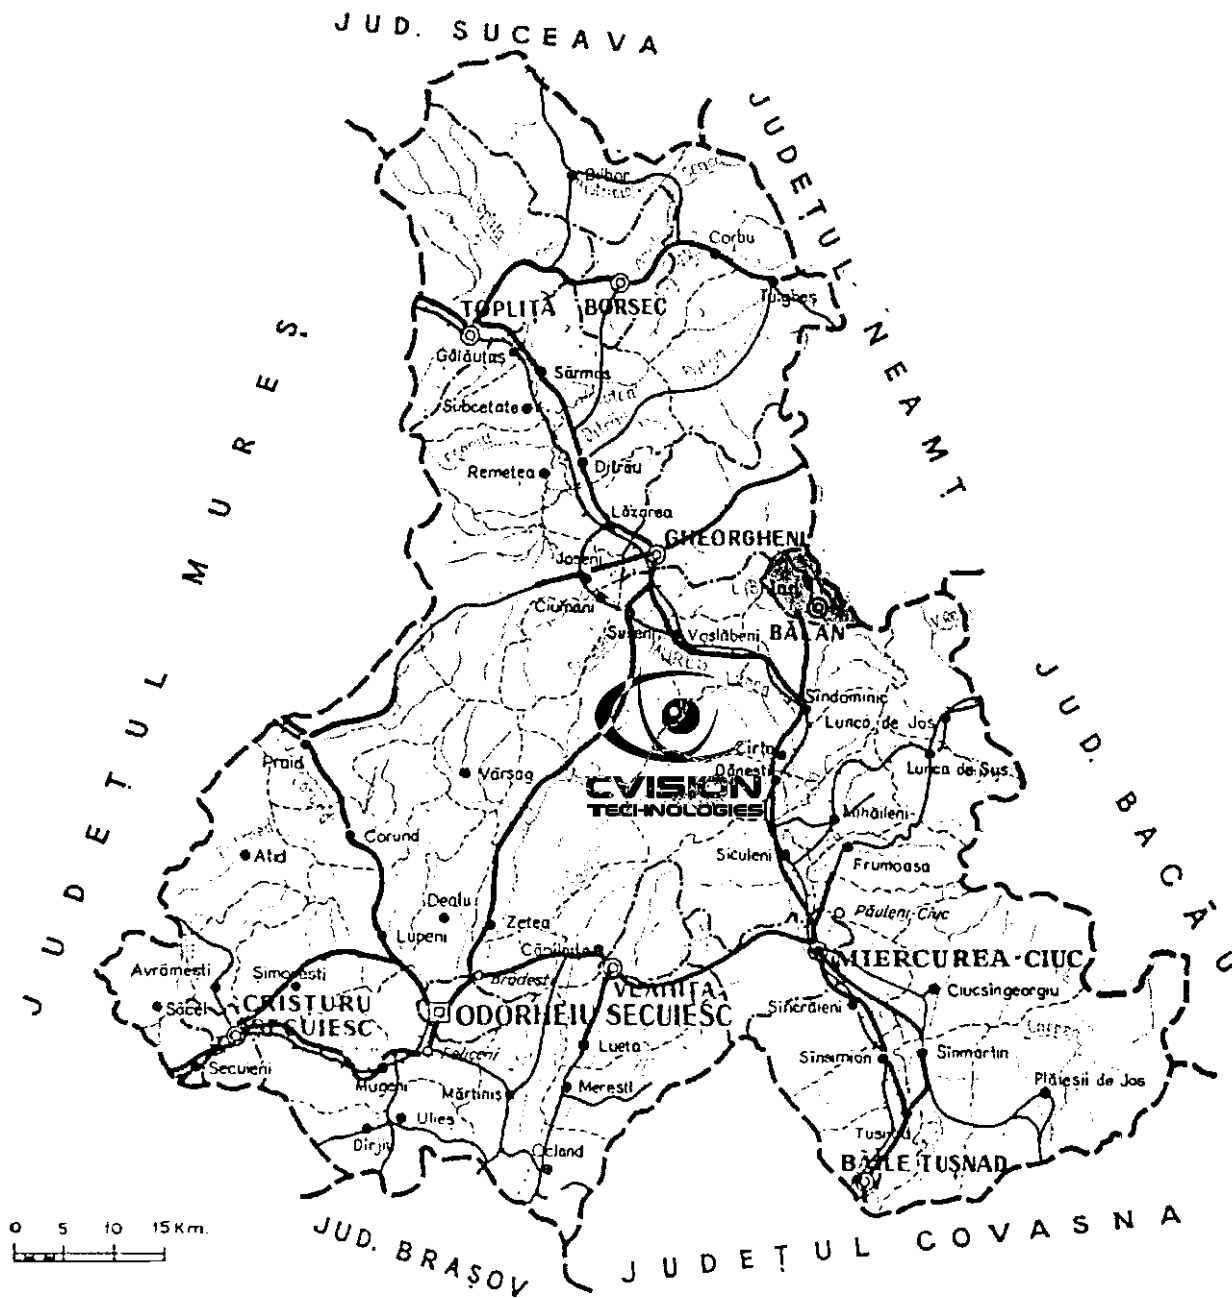 JUD. SUCEAVA
JUDEȚUL NEAMȚ
Bilbor
Corbu
TOPLIȚA
BORSEC
Tulgheș
Gălăuțaș
Sărmaș
Subcetate
JUDEȚUL MUREȘ
Remetea
Ditrău
Lăzarea
GHEORGHENI
Joseni
Ciumani
Suseni
Voșlăbeni
BĂLAN
JUD. BACĂU
Sîndominic
Lunca de Jos
Praid
Vărșag
Cîrța
Lunca de Sus
Dănești
CVISION
TECHNOLOGIES
Mihăileni
Corund
Atid
Siculeni
Frumoasa
Dealu
Zetea
Păuleni-Ciuc
Lupeni
Căpîlnița
Avrămești
Simonești
Brădești
VLĂHIȚA
MIERCUREA-CIUC
Săcel
CRISTURU
SECUIESC
ODORHEIU SECUIESC
Sîncrăieni
Ciucsîngeorgiu
Secuieni
Feliceni
Lueta
Sînsimion
Sînmartin
Mugeni
Mărtiniș
Merești
Plăieșii de Jos
Ulieș
Dîrjiu
Ocland
Tușnad
BĂILE TUȘNAD
0 5 10 15 Km.
JUD. BRAȘOV
JUDEȚUL COVASNA